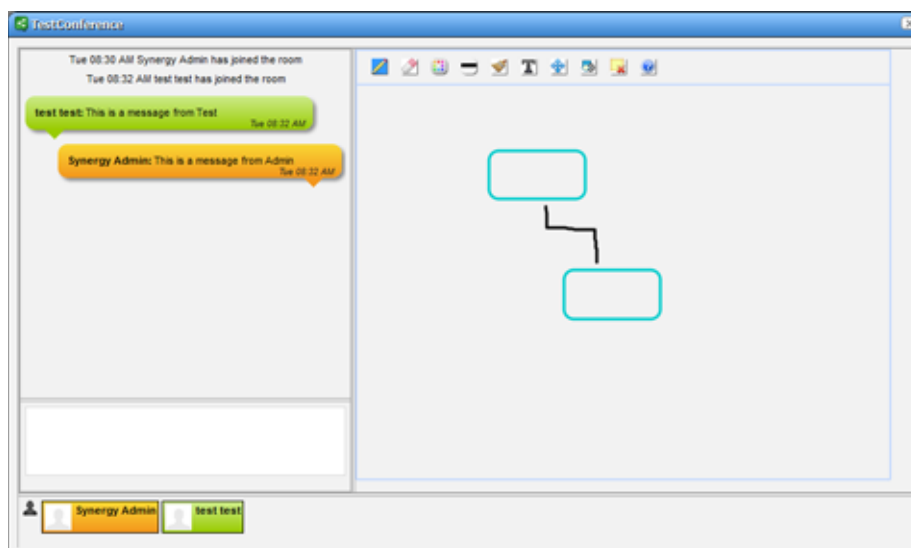 TestConference
Tue 08:30 AM Synergy Admin has joined the room
Tue 08:32 AM test test has joined the room
test test: This is a message from Test
Tue 08:32 AM
Synergy Admin: This is a message from Admin
Tue 08:32 AM
T
Synergy Admin
test test